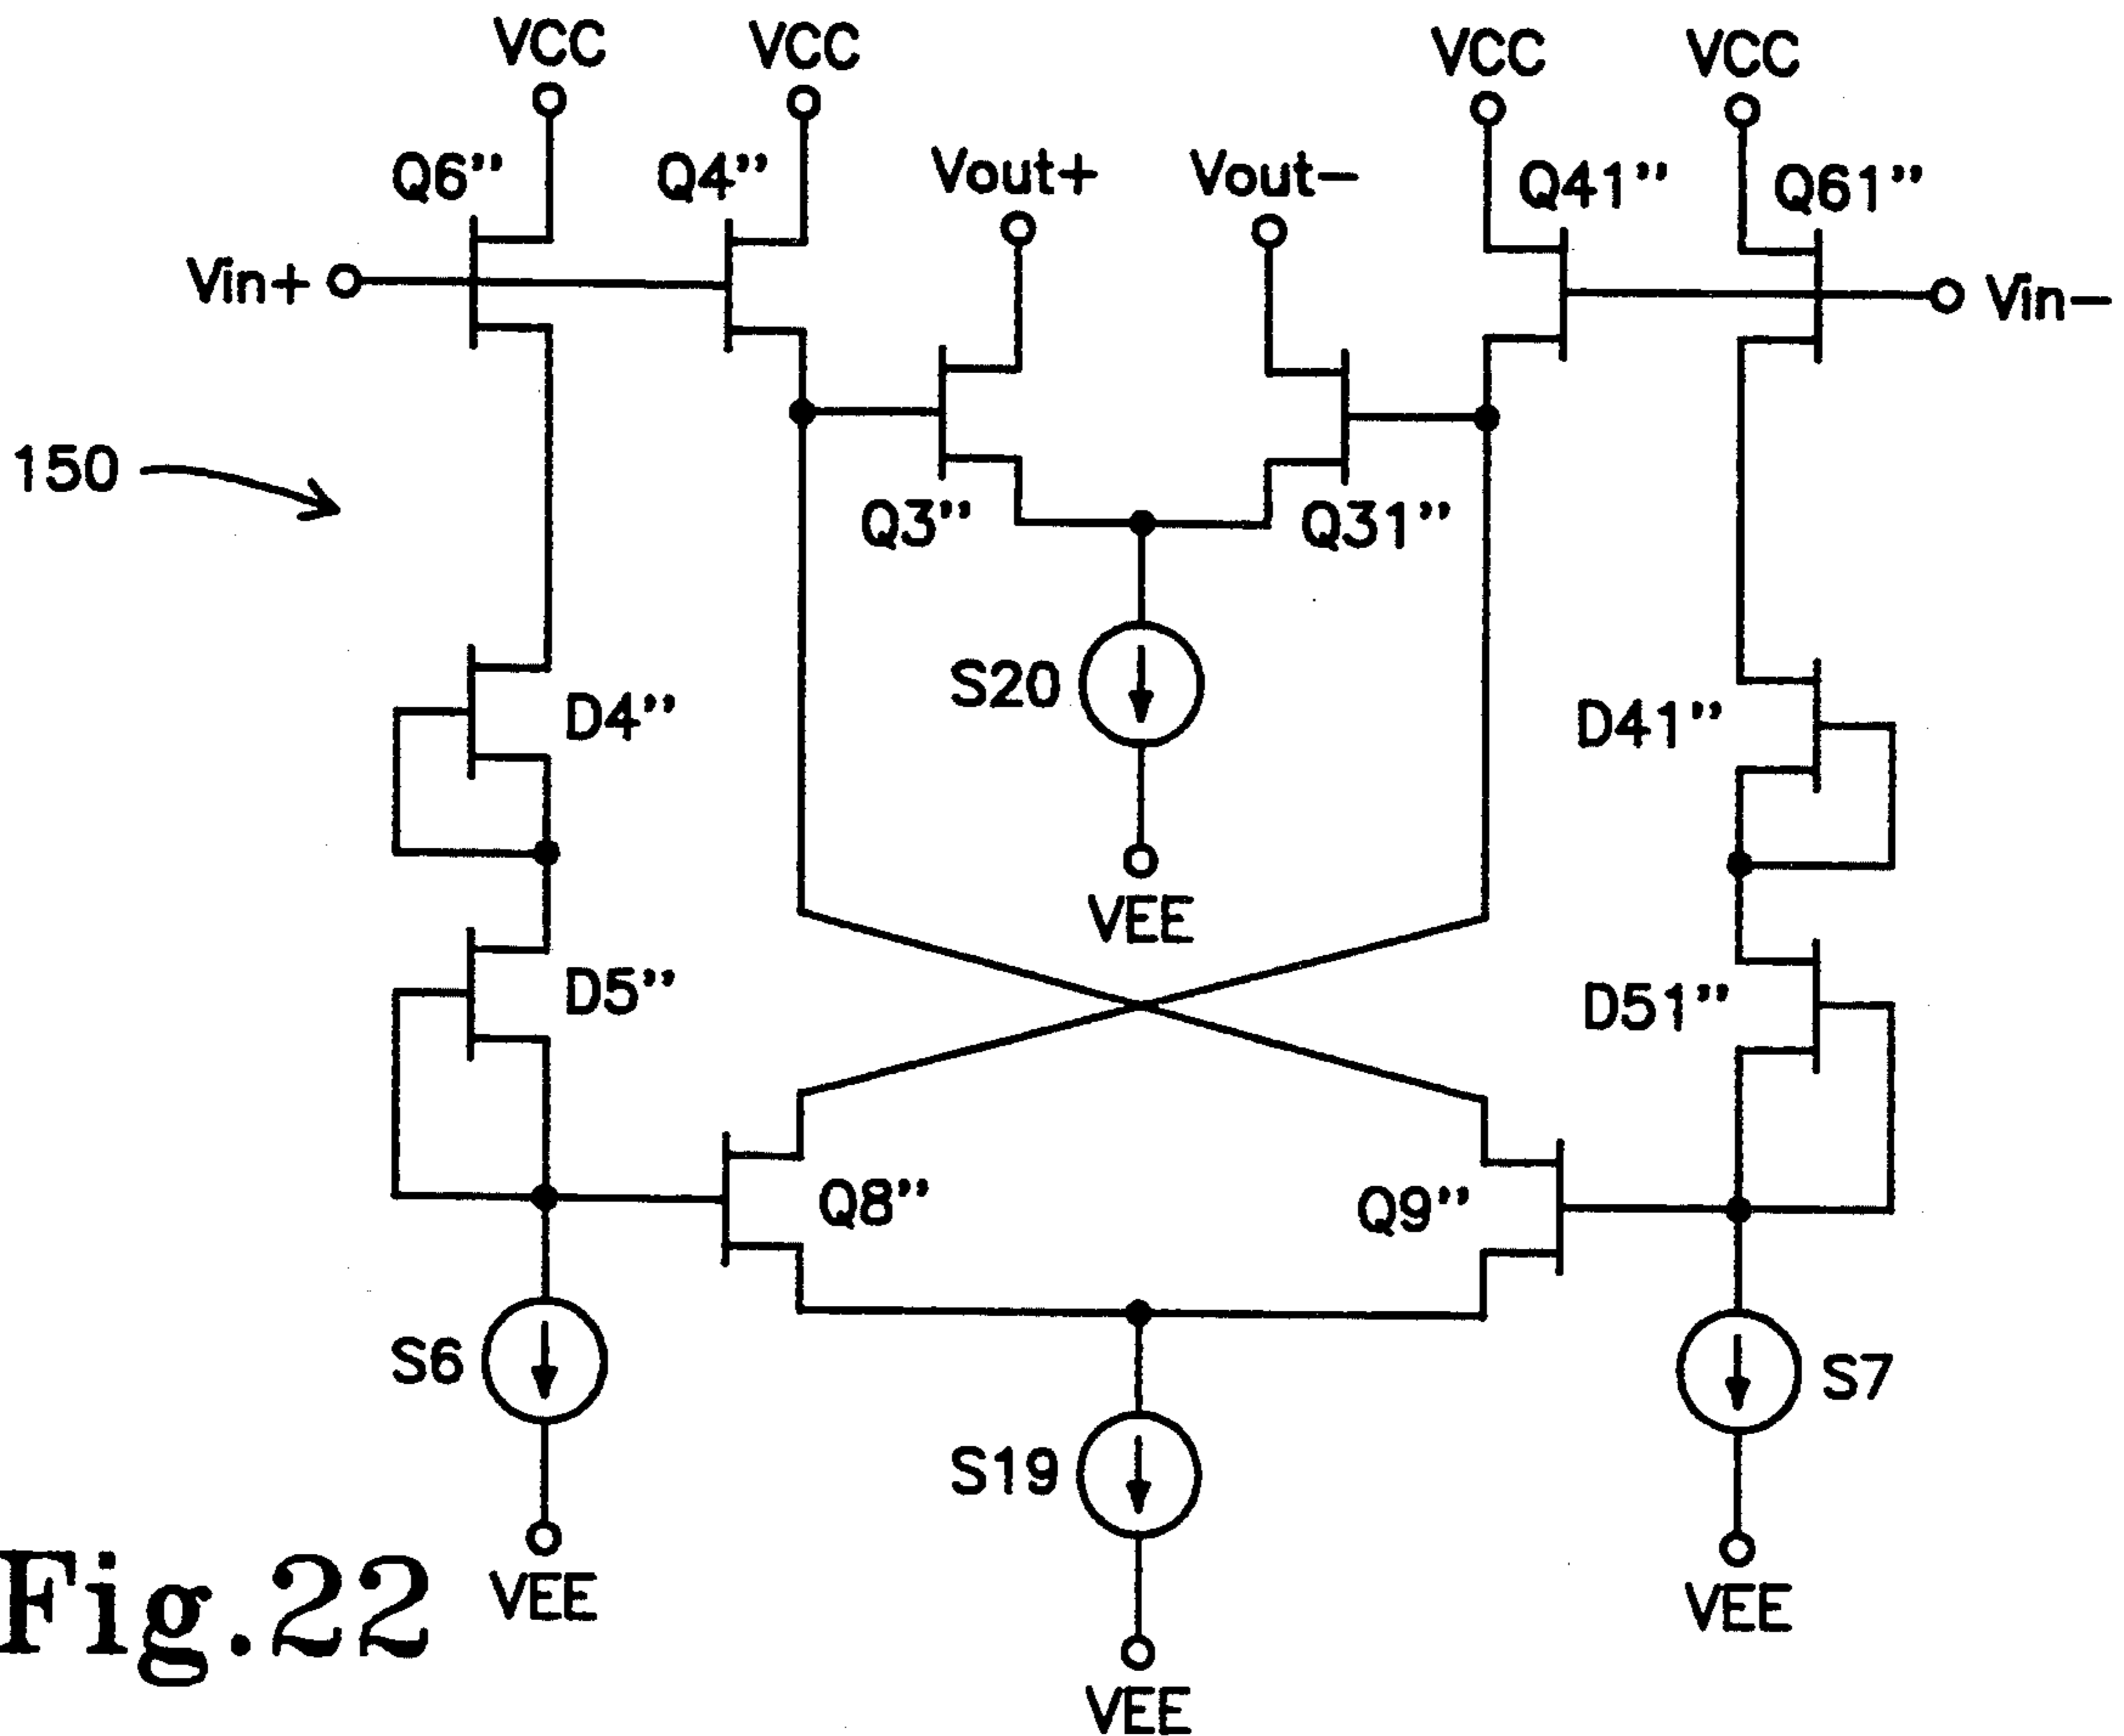 VCC
VCC
VCC
VCC
Q6"
Q4"
Vout+
Vout−
Q41"
Q61"
Vin+
Vin−
150
Q3"
Q31"
S20
D4"
D41"
VEE
D5"
D51"
Q8"
Q9"
S6
S7
S19
VEE
VEE
VEE
Fig.22